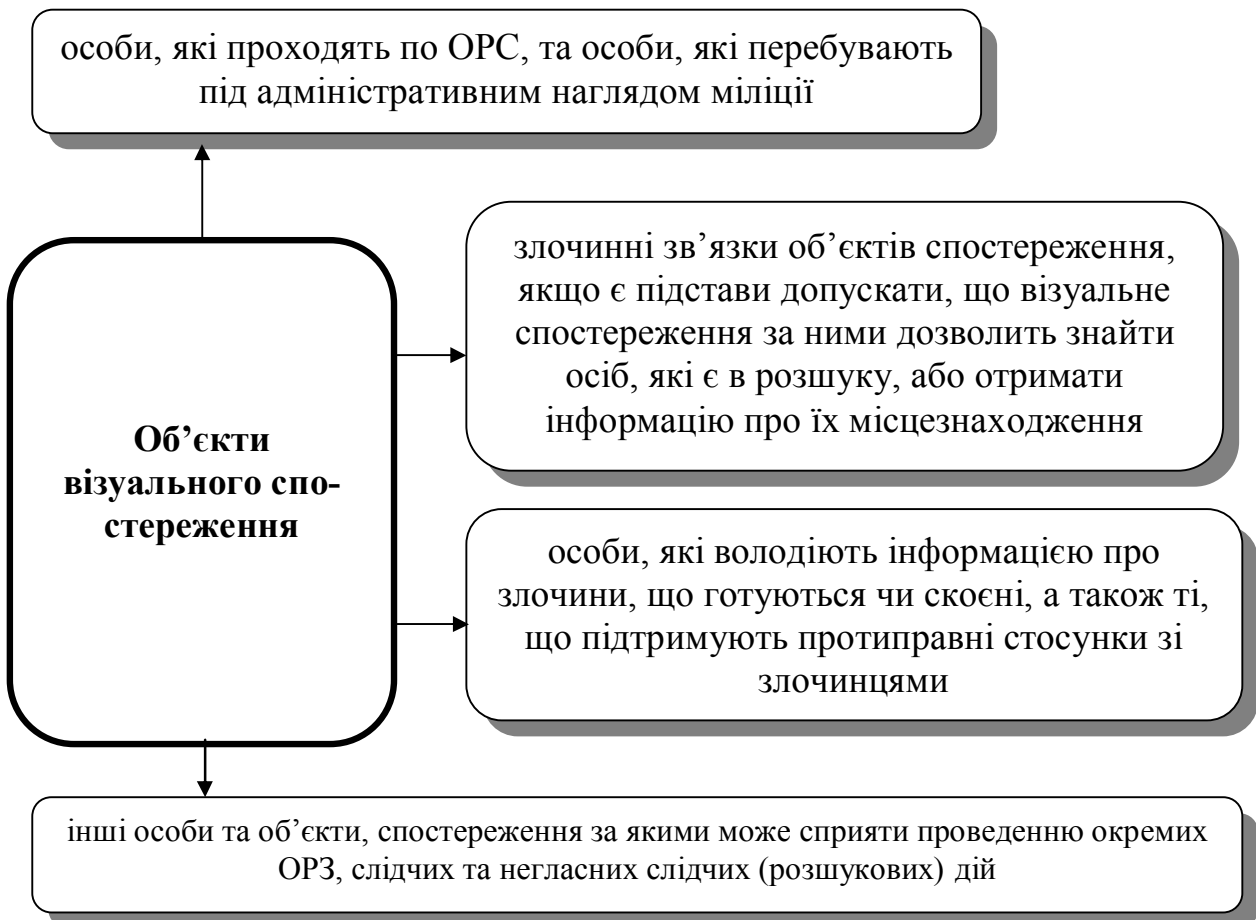 особи, які проходять по ОРС, та особи, які перебувають
під адміністративним наглядом міліції
злочинні зв’язки об’єктів спостереження,
якщо є підстави допускати, що візуальне
спостереження за ними дозволить знайти
осіб, які є в розшуку, або отримати
інформацію про їх місцезнаходження
Об’єкти
візуального спо-
стереження
особи, які володіють інформацією про
злочини, що готуються чи скоєні, а також ті,
що підтримують протиправні стосунки зі
злочинцями
інші особи та об’єкти, спостереження за якими може сприяти проведенню окремих
ОРЗ, слідчих та негласних слідчих (розшукових) дій